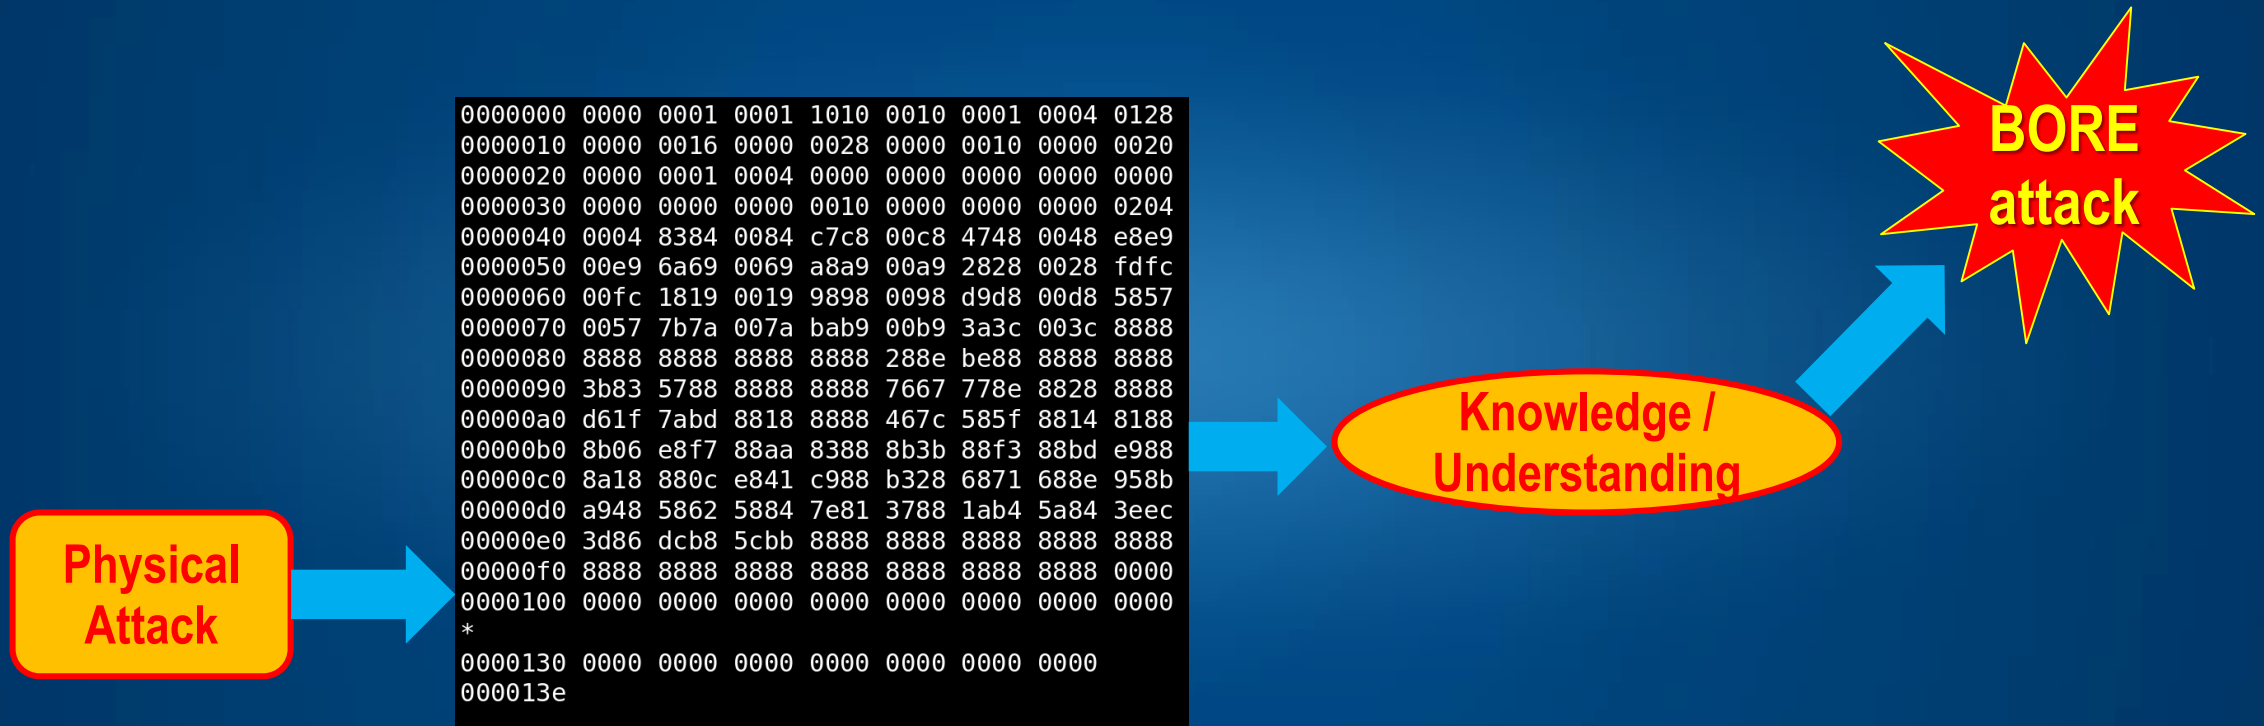 0000000 0000 0001 0001 1010 0010 0001 0004 0128
0000010 0000 0016 0000 0028 0000 0010 0000 0020
0000020 0000 0001 0004 0000 0000 0000 0000 0000
0000030 0000 0000 0000 0010 0000 0000 0000 0204
0000040 0004 8384 0084 c7c8 00c8 4748 0048 e8e9
0000050 00e9 6a69 0069 a8a9 00a9 2828 0028 fdfc
0000060 00fc 1819 0019 9898 0098 d9d8 00d8 5857
0000070 0057 7b7a 007a bab9 00b9 3a3c 003c 8888
0000080 8888 8888 8888 8888 288e be88 8888 8888
0000090 3b83 5788 8888 8888 7667 778e 8828 8888
00000a0 d61f 7abd 8818 8888 467c 585f 8814 8188
00000b0 8b06 e8f7 88aa 8388 8b3b 88f3 88bd e988
00000c0 8a18 880c e841 c988 b328 6871 688e 958b
00000d0 a948 5862 5884 7e81 3788 1ab4 5a84 3eec
00000e0 3d86 dcb8 5cbb 8888 8888 8888 8888 8888
00000f0 8888 8888 8888 8888 8888 8888 8888 0000
0000100 0000 0000 0000 0000 0000 0000 0000 0000
*
0000130 0000 0000 0000 0000 0000 0000 0000
000013e
Physical
Attack
Knowledge /
Understanding
BORE
attack